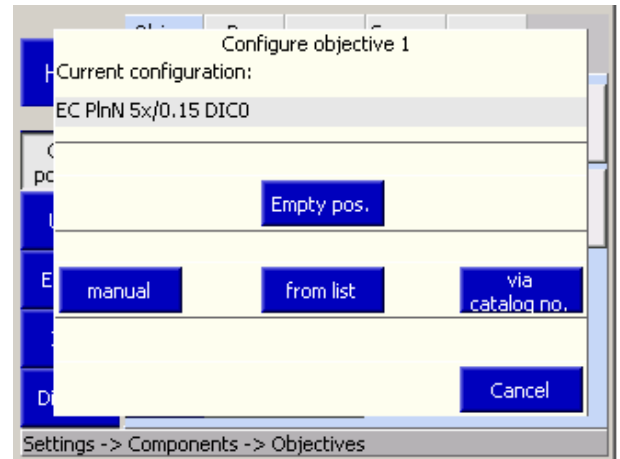 Configure objective 1
Current configuration:
EC PlnN 5x/0.15 DIC0
Empty pos.
manual
from list
via
catalog no.
Cancel
Settings -> Components -> Objectives